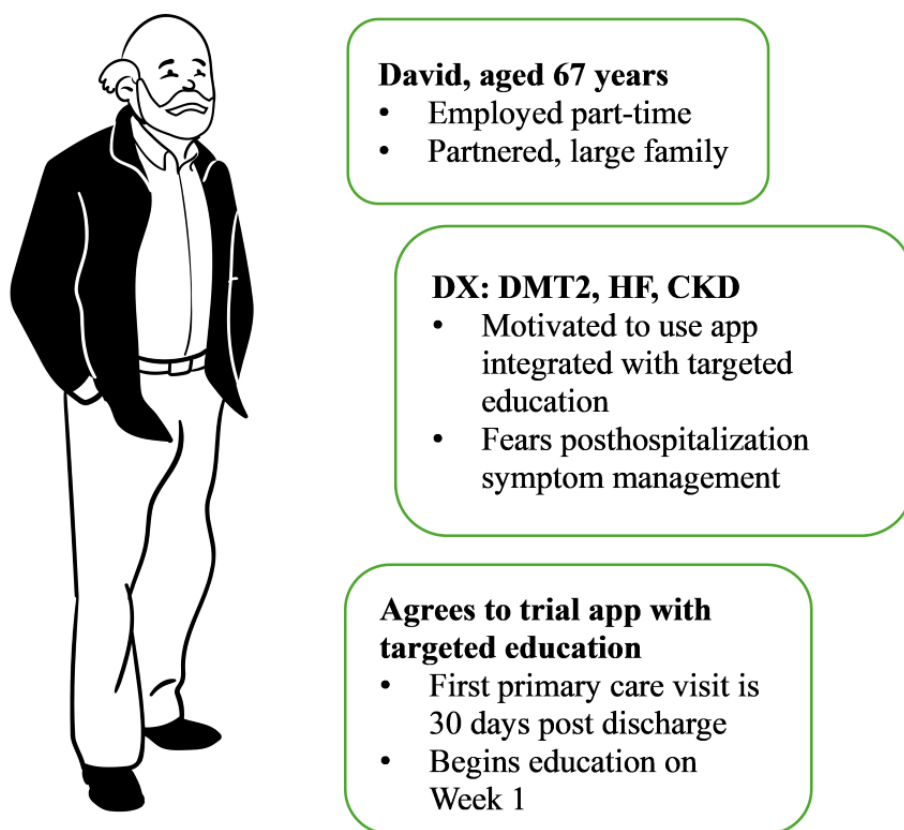 David, aged 67 years
• Employed part-time
• Partnered, large family
DX: DMT2, HF, CKD
• Motivated to use app
integrated with targeted
education
• Fears posthospitalization
symptom management
Agrees to trial app with
targeted education
• First primary care visit is
30 days post discharge
• Begins education on
Week 1